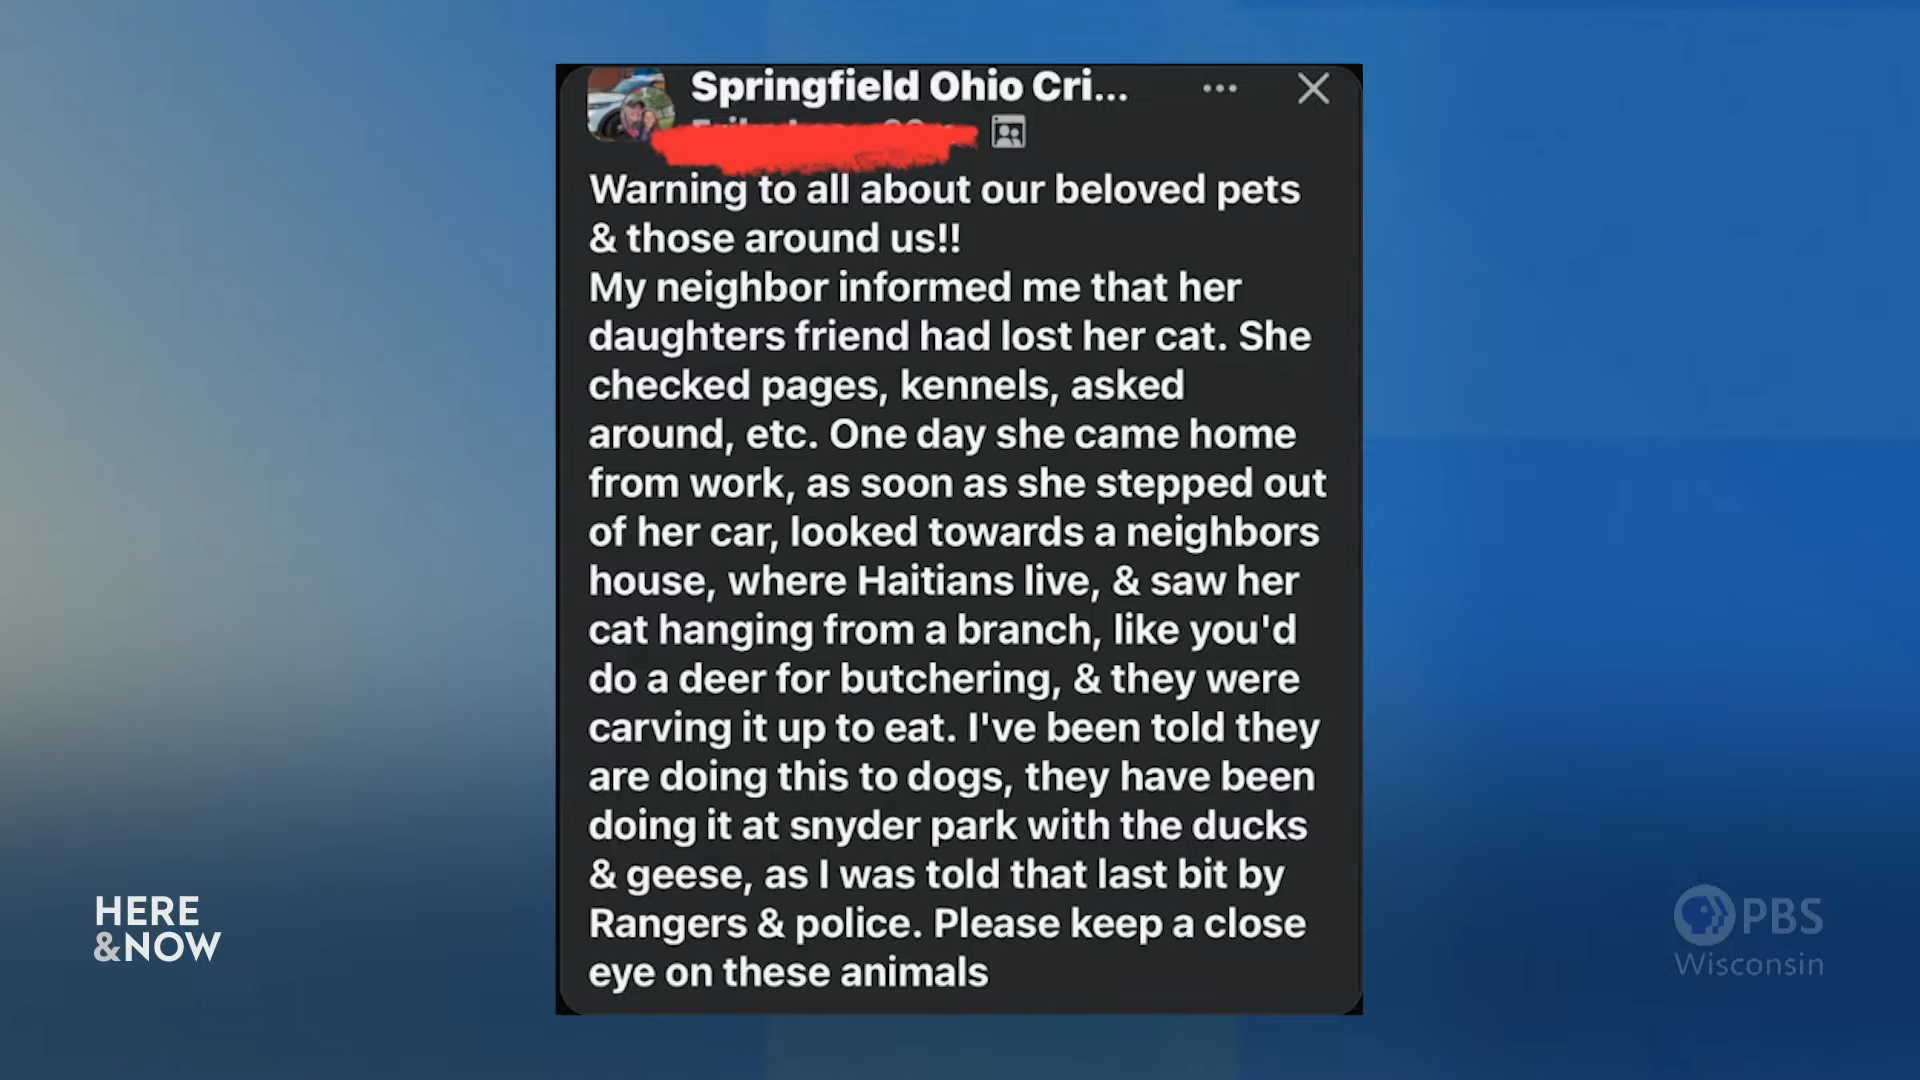 Springfield Ohio Cri...
Warning to all about our beloved pets
& those around us!!
My neighbor informed me that her
daughters friend had lost her cat. She
checked pages, kennels, asked
around, etc. One day she came home
from work, as soon as she stepped out
of her car, looked towards a neighbors
house, where Haitians live, & saw her
cat hanging from a branch, like you'd
do a deer for butchering, & they were
carving it up to eat. I've been told they
are doing this to dogs, they have been
doing it at snyder park with the ducks
& geese, as I was told that last bit by
Rangers & police. Please keep a close
eye on these animals
HERE
&NOW
PBS
Wisconsin